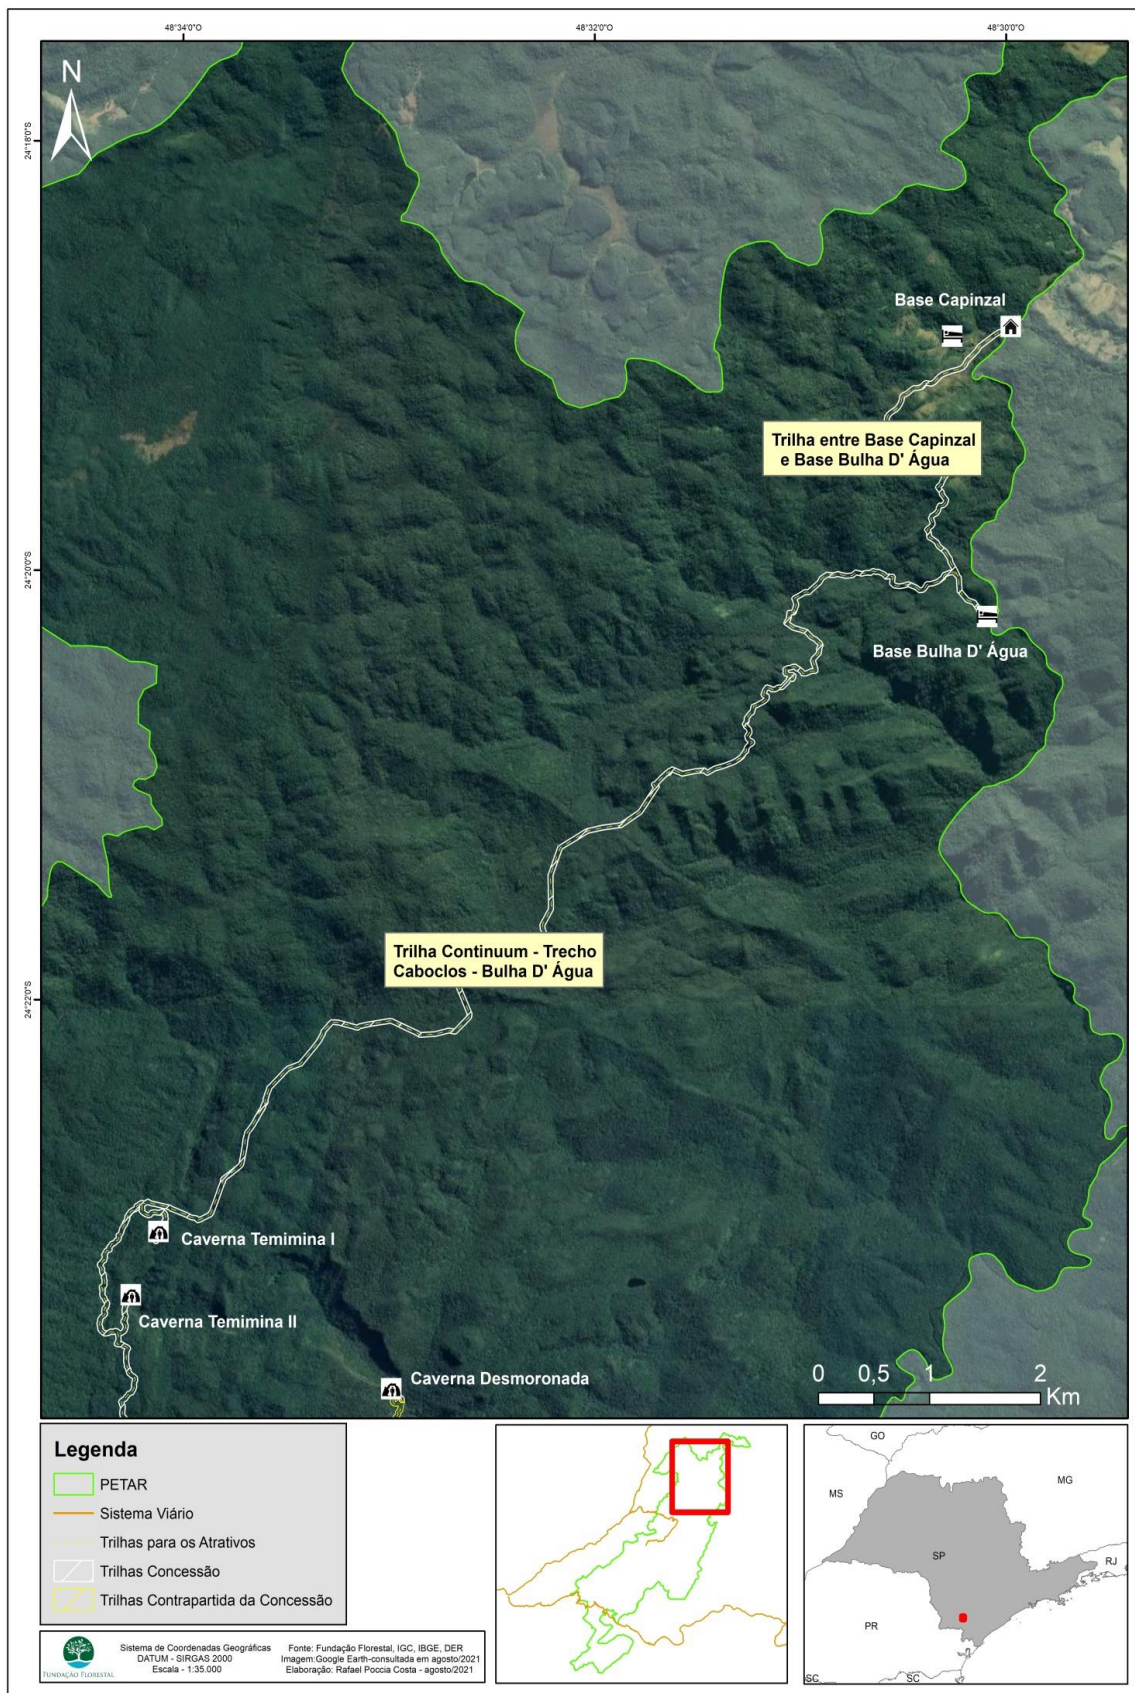 48°34'0"O
48°32'0"O
48°30'0"O
N
24°18'0"S
Base Capinzal
Trilha entre Base Capinzal
e Base Bulha D' Água
24°20'0"S
Base Bulha D' Água
Trilha Continuum - Trecho
Caboclos - Bulha D' Água
24°22'0"S
Caverna Temimina I
Caverna Temimina II
Caverna Desmoronada
0 0,5 1 2
Km
Legenda
PETAR
Sistema Viário
Trilhas para os Atrativos
Trilhas Concessão
Trilhas Contrapartida da Concessão
GO
MS
MG
SP
RJ
PR
SC
SC
FUNDAÇÃO FLORESTAL
Sistema de Coordenadas Geográficas
DATUM - SIRGAS 2000
Escala - 1:35.000
Fonte: Fundação Florestal, IGC, IBGE, DER
Imagem:Google Earth-consultada em agosto/2021
Elaboração: Rafael Poccia Costa - agosto/2021